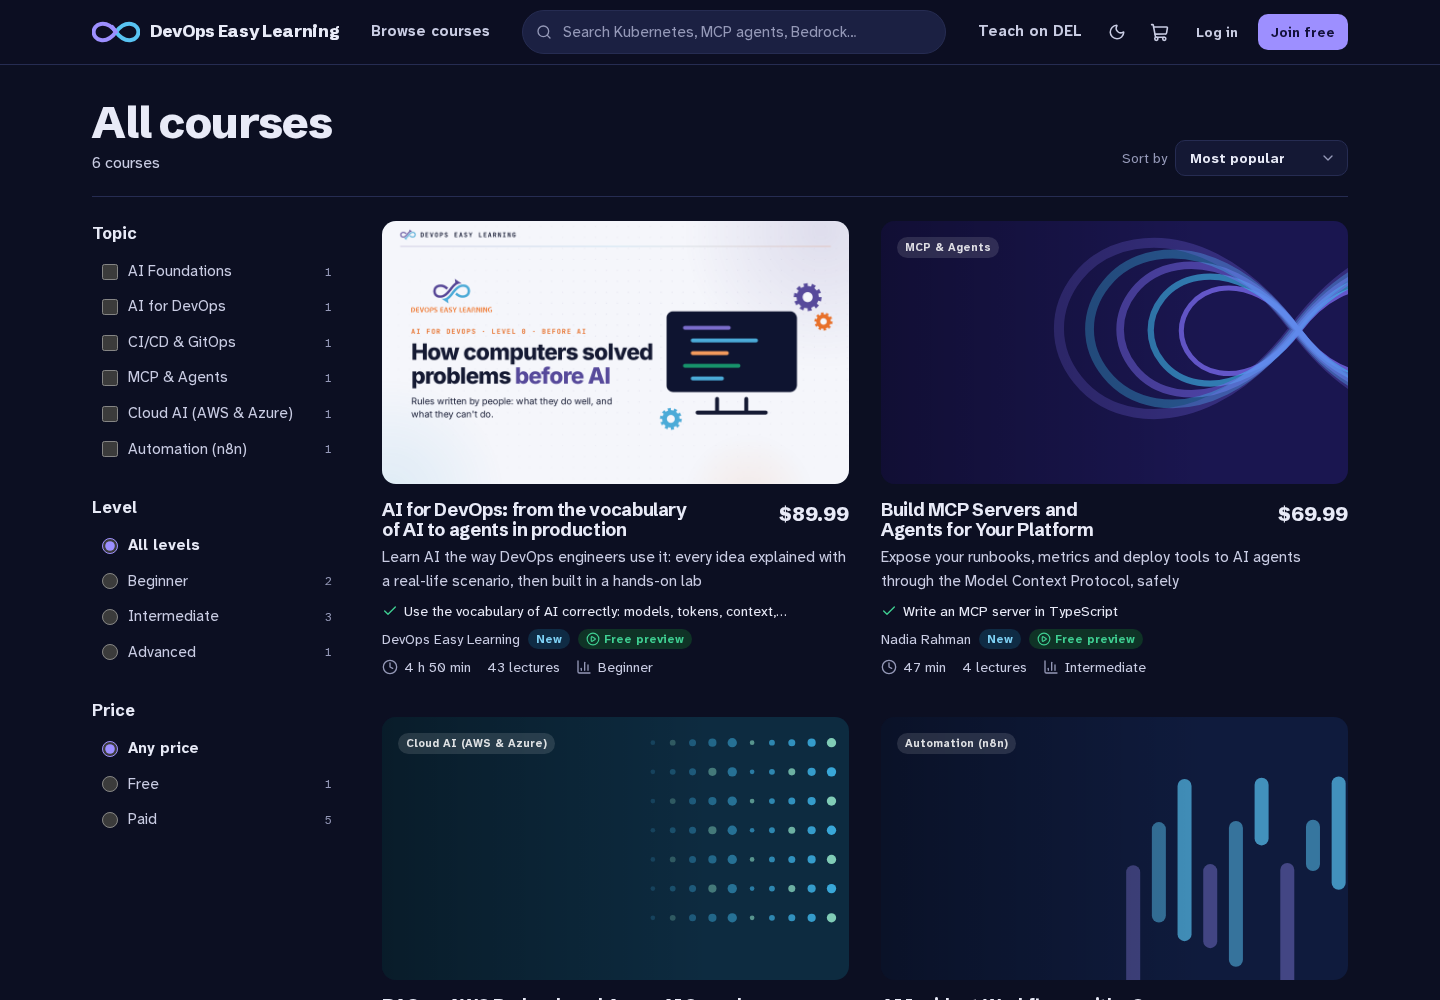 DevOps Easy Learning
Browse courses
Search Kubernetes, MCP agents, Bedrock...
Teach on DEL
Log in
Join free
All courses
6 courses
Sort by
Most popular
Topic
AI Foundations 1
AI for DevOps 1
CI/CD & GitOps 1
MCP & Agents 1
Cloud AI (AWS & Azure) 1
Automation (n8n) 1
Level
All levels
Beginner 2
Intermediate 3
Advanced 1
Price
Any price
Free 1
Paid 5
DEVOPS EASY LEARNING
DEVOPS EASY LEARNING
AI FOR DEVOPS · LEVEL 0 · BEFORE AI
How computers solved
problems before AI
Rules written by people: what they do well, and
what they can't do.
AI for DevOps: from the vocabulary
of AI to agents in production
$89.99
Learn AI the way DevOps engineers use it: every idea explained with
a real-life scenario, then built in a hands-on lab
Use the vocabulary of AI correctly: models, tokens, context,...
DevOps Easy Learning New Free preview
4 h 50 min 43 lectures Beginner
MCP & Agents
Build MCP Servers and
Agents for Your Platform
$69.99
Expose your runbooks, metrics and deploy tools to AI agents
through the Model Context Protocol, safely
Write an MCP server in TypeScript
Nadia Rahman New Free preview
47 min 4 lectures Intermediate
Cloud AI (AWS & Azure)
Automation (n8n)